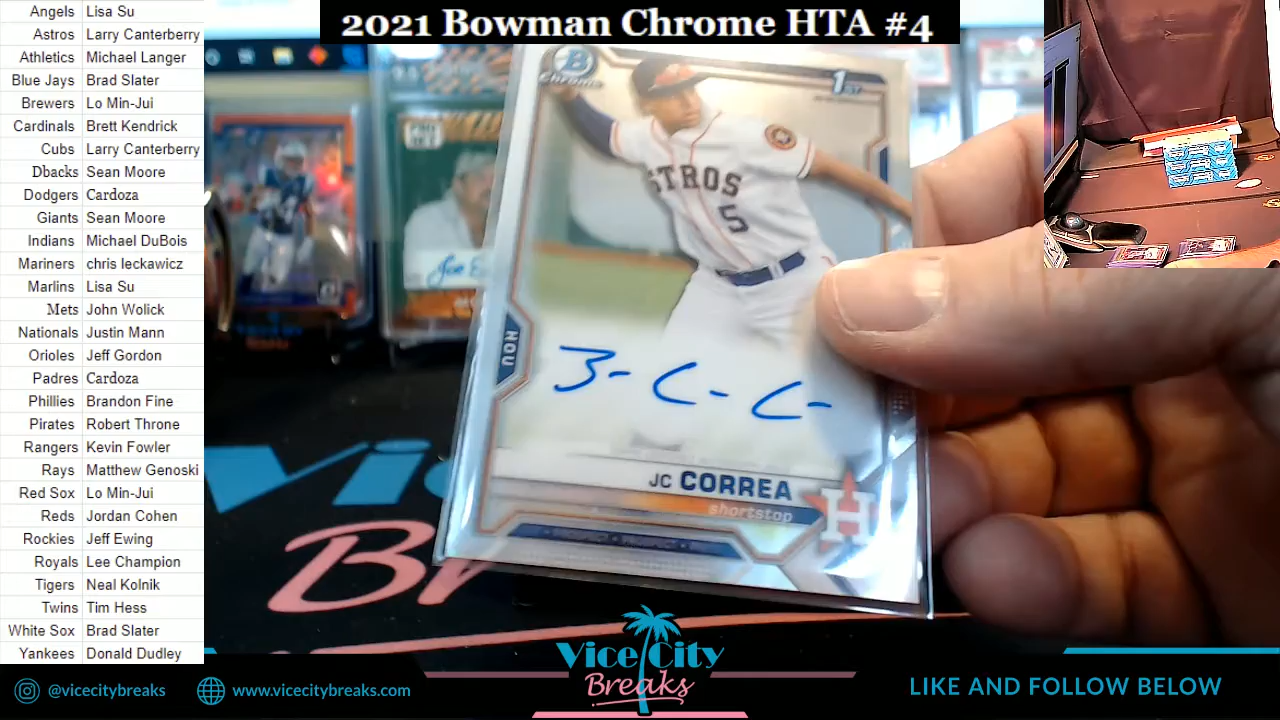 2021 Bowman Chrome HTA #4
Angels Lisa Su
Astros Larry Canterberry
Athletics Michael Langer
Blue Jays Brad Slater
Brewers Lo Min-Jui
Cardinals Brett Kendrick
Cubs Larry Canterberry
Dbacks Sean Moore
Dodgers Cardoza
Giants Sean Moore
Indians Michael DuBois
Mariners chris leckawicz
Marlins Lisa Su
Mets John Wolick
Nationals Justin Mann
Orioles Jeff Gordon
Padres Cardoza
Phillies Brandon Fine
Pirates Robert Throne
Rangers Kevin Fowler
Rays Matthew Genoski
Red Sox Lo Min-Jui
Reds Jordan Cohen
Rockies Jeff Ewing
Royals Lee Champion
Tigers Neal Kolnik
Twins Tim Hess
White Sox Brad Slater
Yankees Donald Dudley
B
Chrome
1ST
STROS
5
HOU
JC CORREA
shortstop
H
Vic
Br
Vice City
Breaks
@vicecitybreaks
www.vicecitybreaks.com
LIKE AND FOLLOW BELOW